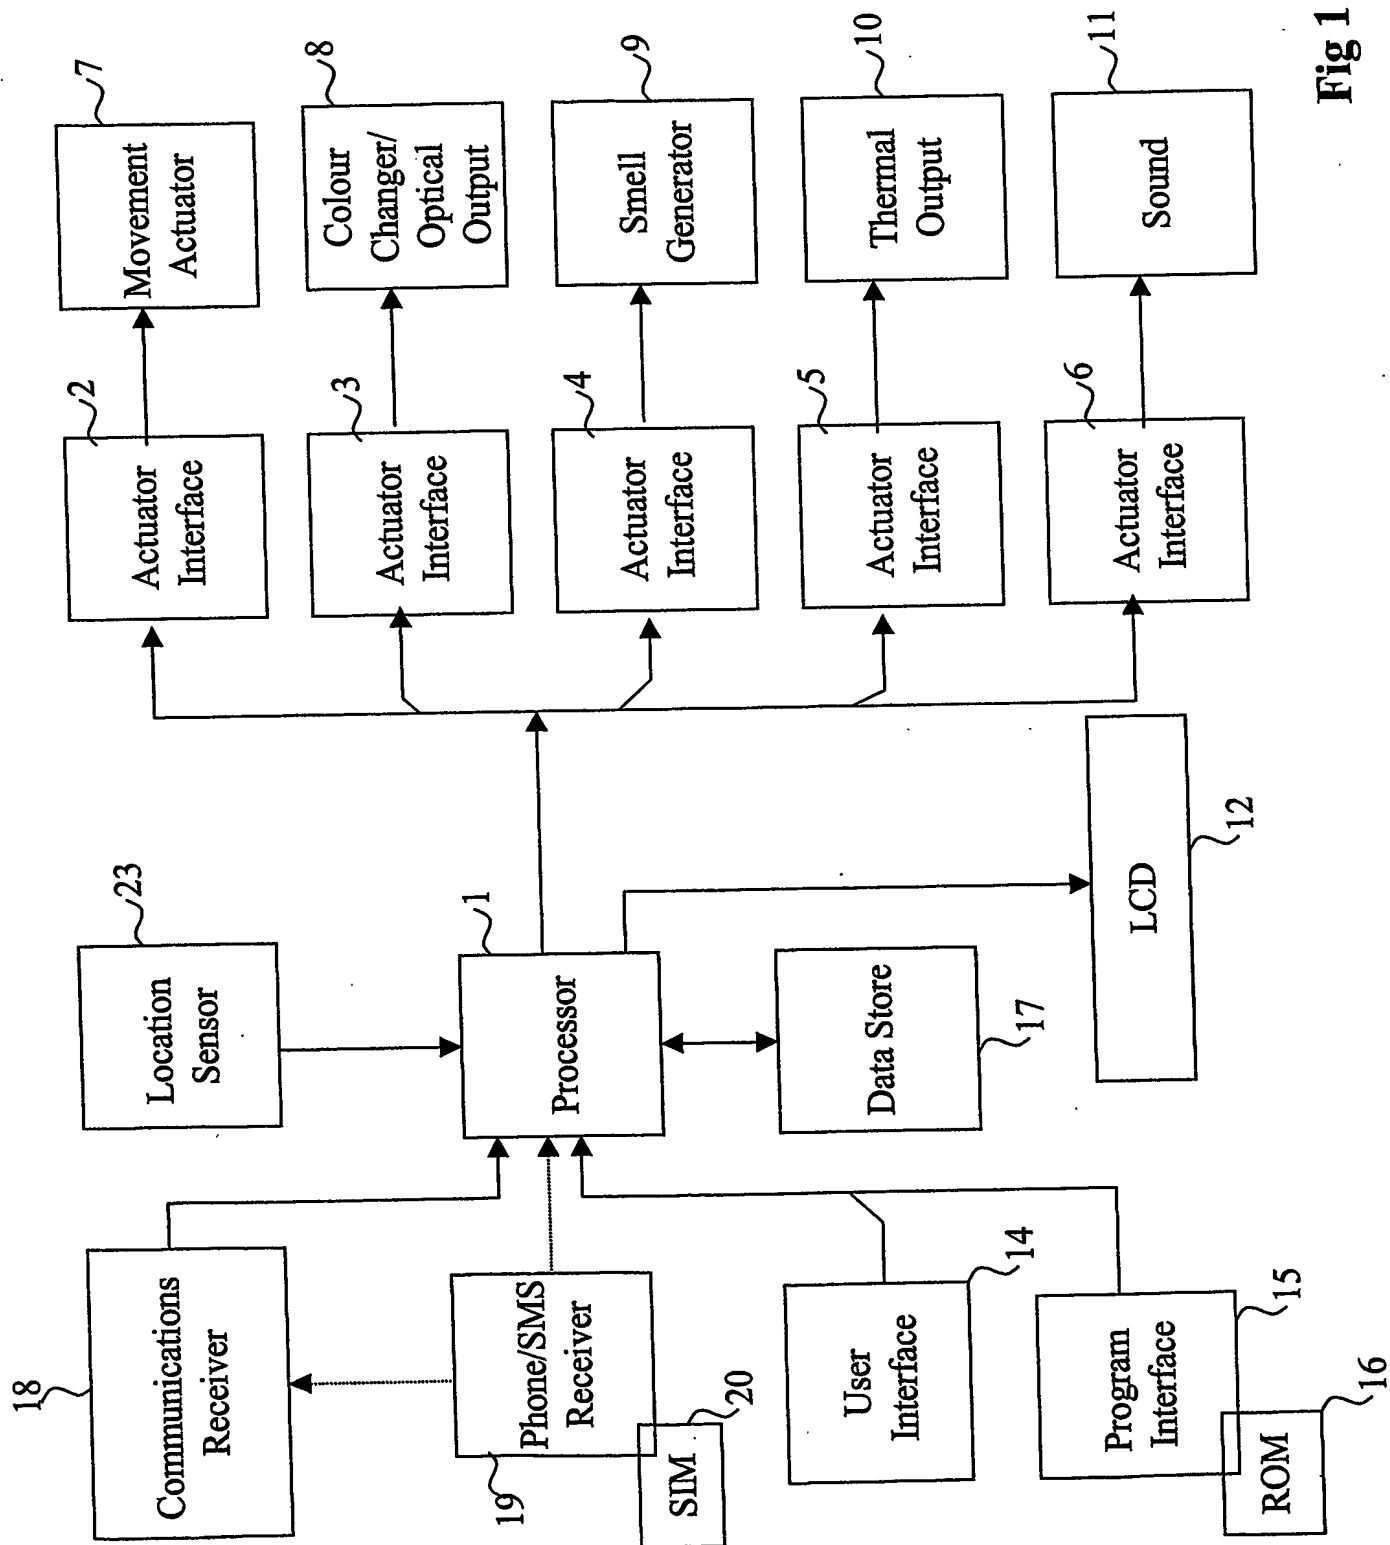 18
Communications
Receiver
19
Phone/SMS
Receiver
SIM
20
User
Interface
14
Program
Interface
15
ROM
16
Location
Sensor
23
Processor
1
Data Store
17
LCD
12
Actuator
Interface
2
Actuator
Interface
3
Actuator
Interface
4
Actuator
Interface
5
Actuator
Interface
6
Movement
Actuator
7
Colour
Changer/
Optical
Output
8
Smell
Generator
9
Thermal
Output
10
Sound
11
Fig 1